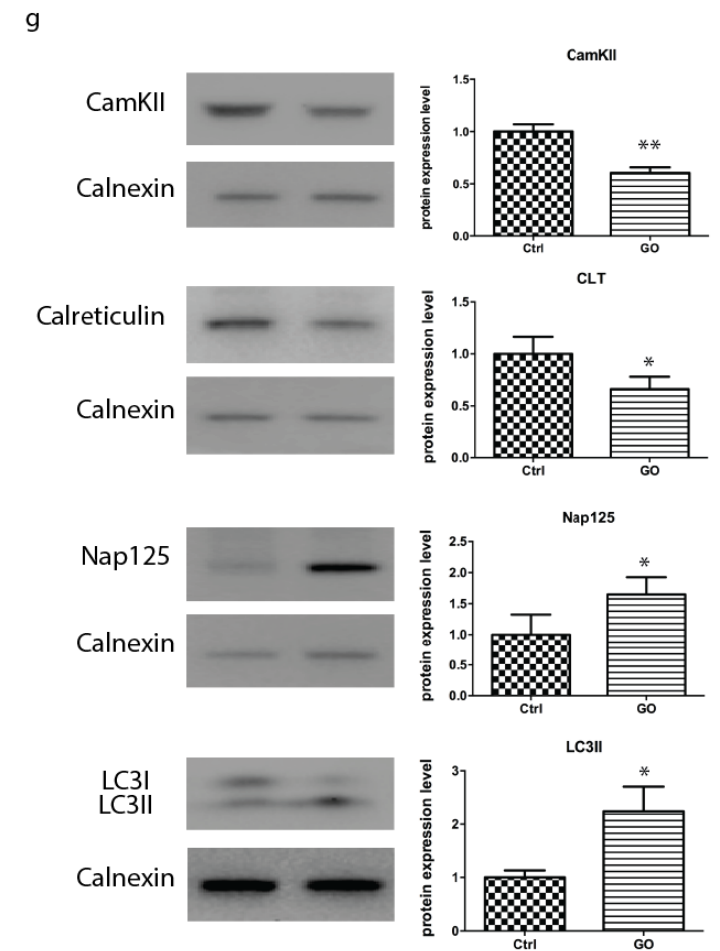 g
CamKII
Calnexin
CamKII
protein expression level
1.5
1.0
**
0.5
0.0
Ctrl
GO
Calreticulin
Calnexin
CLT
protein expression level
1.5
1.0
*
0.5
0.0
Ctrl
GO
Nap125
Calnexin
Nap125
protein expression level
2.5
2.0
*
1.5
1.0
0.5
0.0
Ctrl
GO
LC3I
LC3II
Calnexin
LC3II
protein expression level
3
*
2
1
0
Ctrl
GO